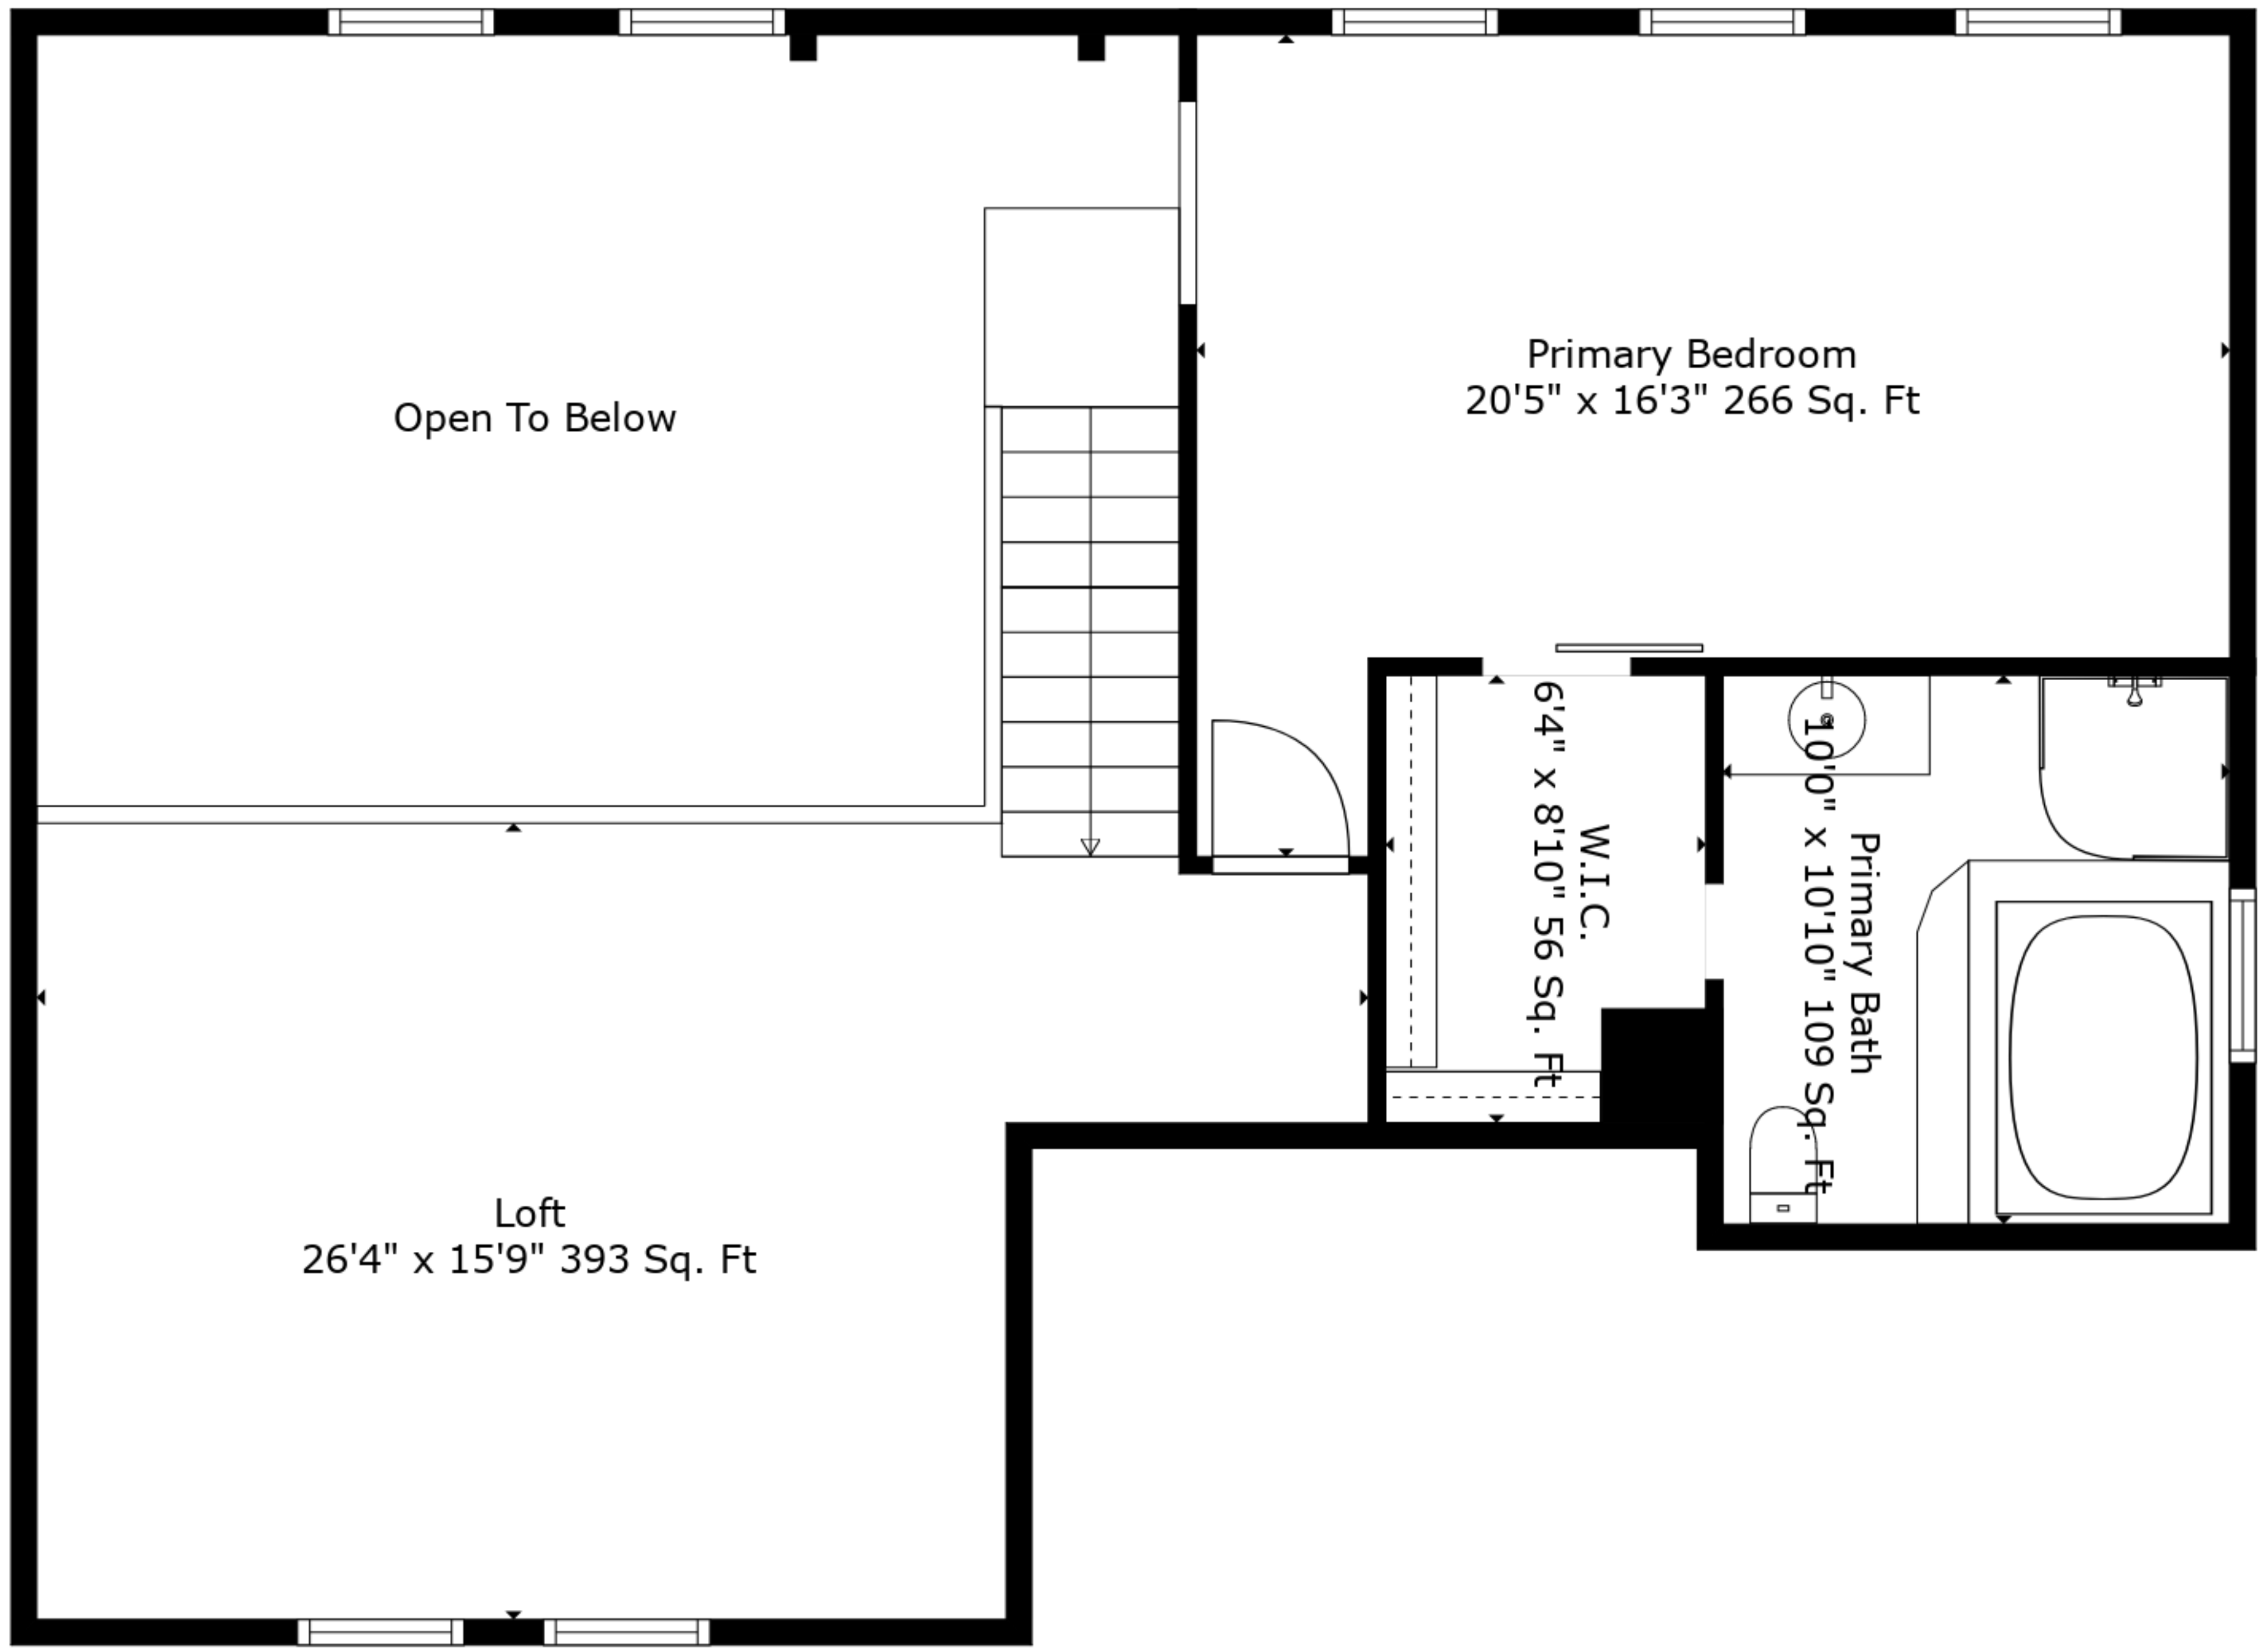 Open To Below
Primary Bedroom
20'5" x 16'3" 266 Sq. Ft
W.I.C.
6'4" x 8'10" 56 Sq. Ft
Primary Bath
10'0" x 10'10" 109 Sq. Ft
Loft
26'4" x 15'9" 393 Sq. Ft